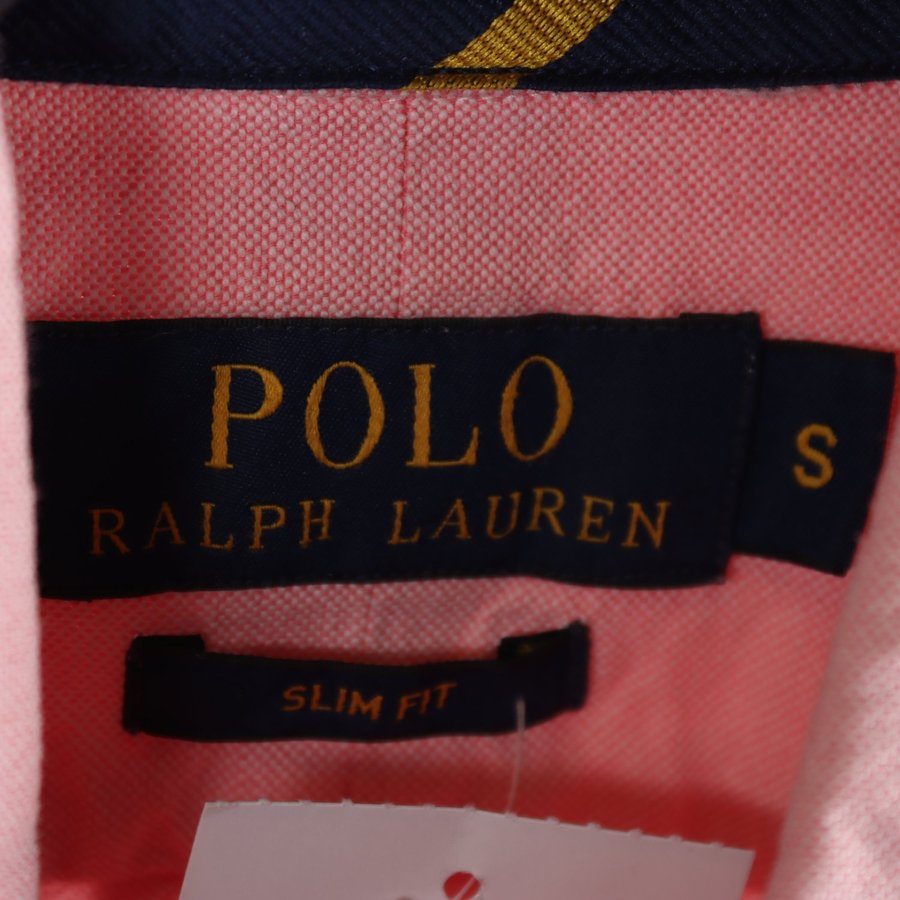 POLO
RALPH LAUREN
S
SLIM FIT